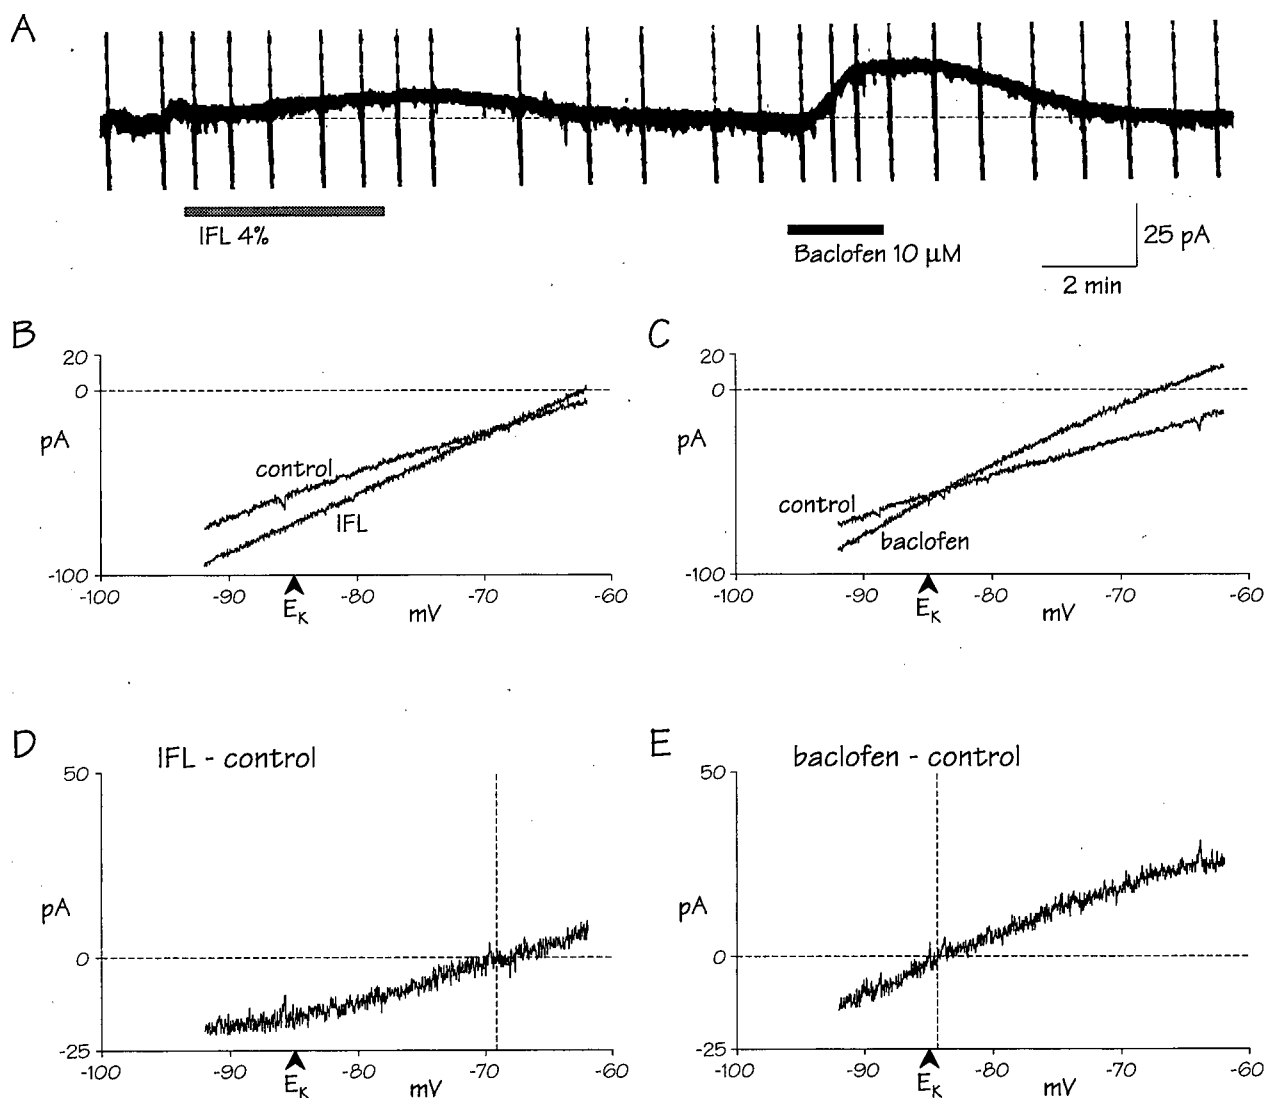 A
IFL 4%
Baclofen 10 μM
25 pA
2 min
B
20
0
pA
-100
control
IFL
-100 -90 -80 -70 -60
EK
mV
C
20
0
pA
-100
control
baclofen
-100 -90 -80 -70 -60
EK
mV
D
IFL - control
50
pA
0
-25
-100 -90 -80 -70 -60
EK
mV
E
baclofen - control
50
pA
0
-25
-100 -90 -80 -70 -60
EK
mV